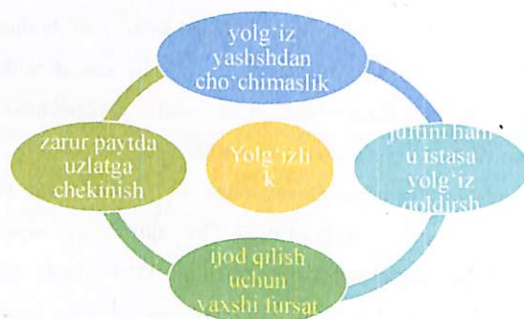 yolg‘iz
yashshdan
cho‘chimaslik
zarur paytda
uzlatga
chekinish
Yolg‘izli
k
juftini ham
u istasa
yolg‘iz
qoldirsh
ijod qilish
uchun
yaxshi fursat